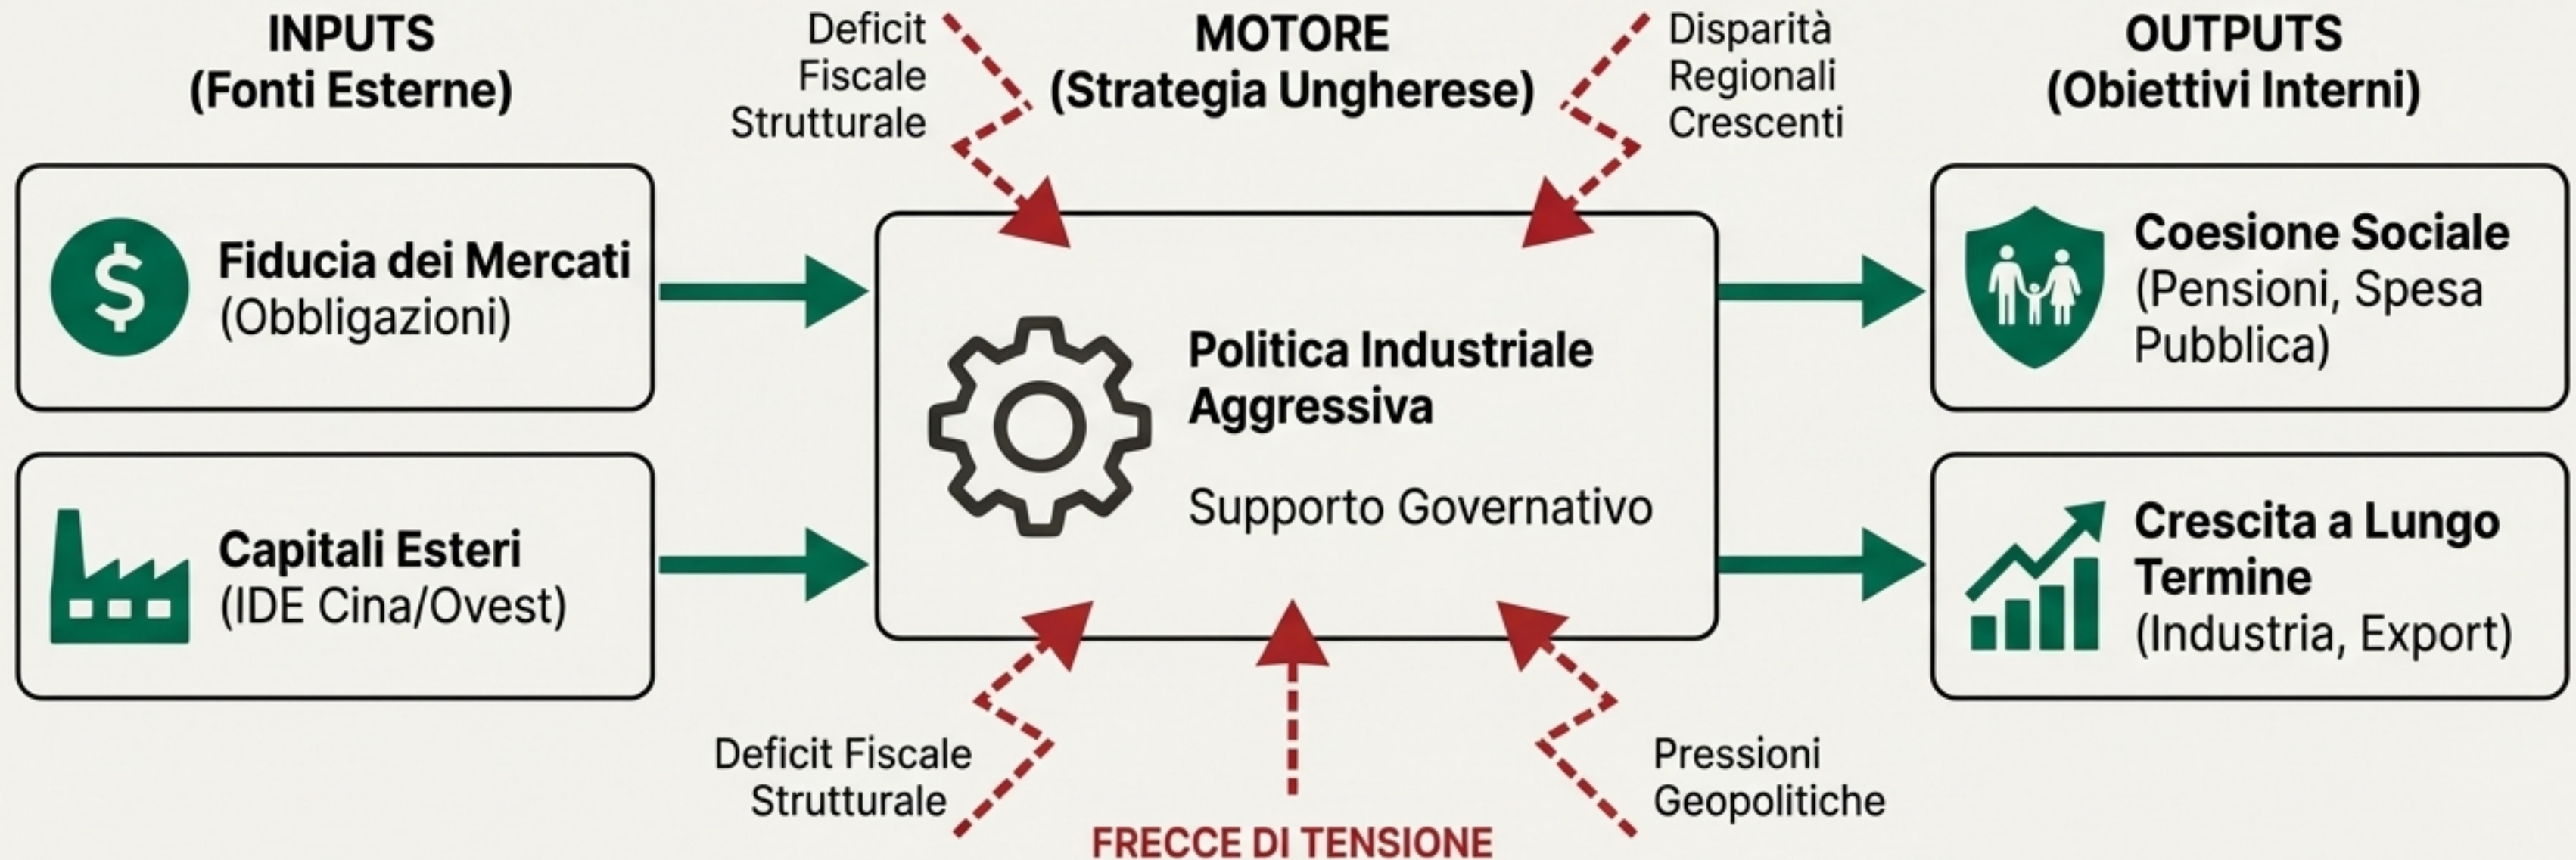 INPUTS
(Fonti Esterne)
Fiducia dei Mercati
(Obbligazioni)
Capitali Esteri
(IDE Cina/Ovest)
Deficit
Fiscale
Strutturale
MOTORE
(Strategia Ungherese)
Disparità
Regionali
Crescenti
Politica Industriale
Aggressiva
Supporto Governativo
Deficit Fiscale
Strutturale
FRECCE DI TENSIONE
Pressioni
Geopolitiche
OUTPUTS
(Obiettivi Interni)
Coesione Sociale
(Pensioni, Spesa
Pubblica)
Crescita a Lungo
Termine
(Industria, Export)